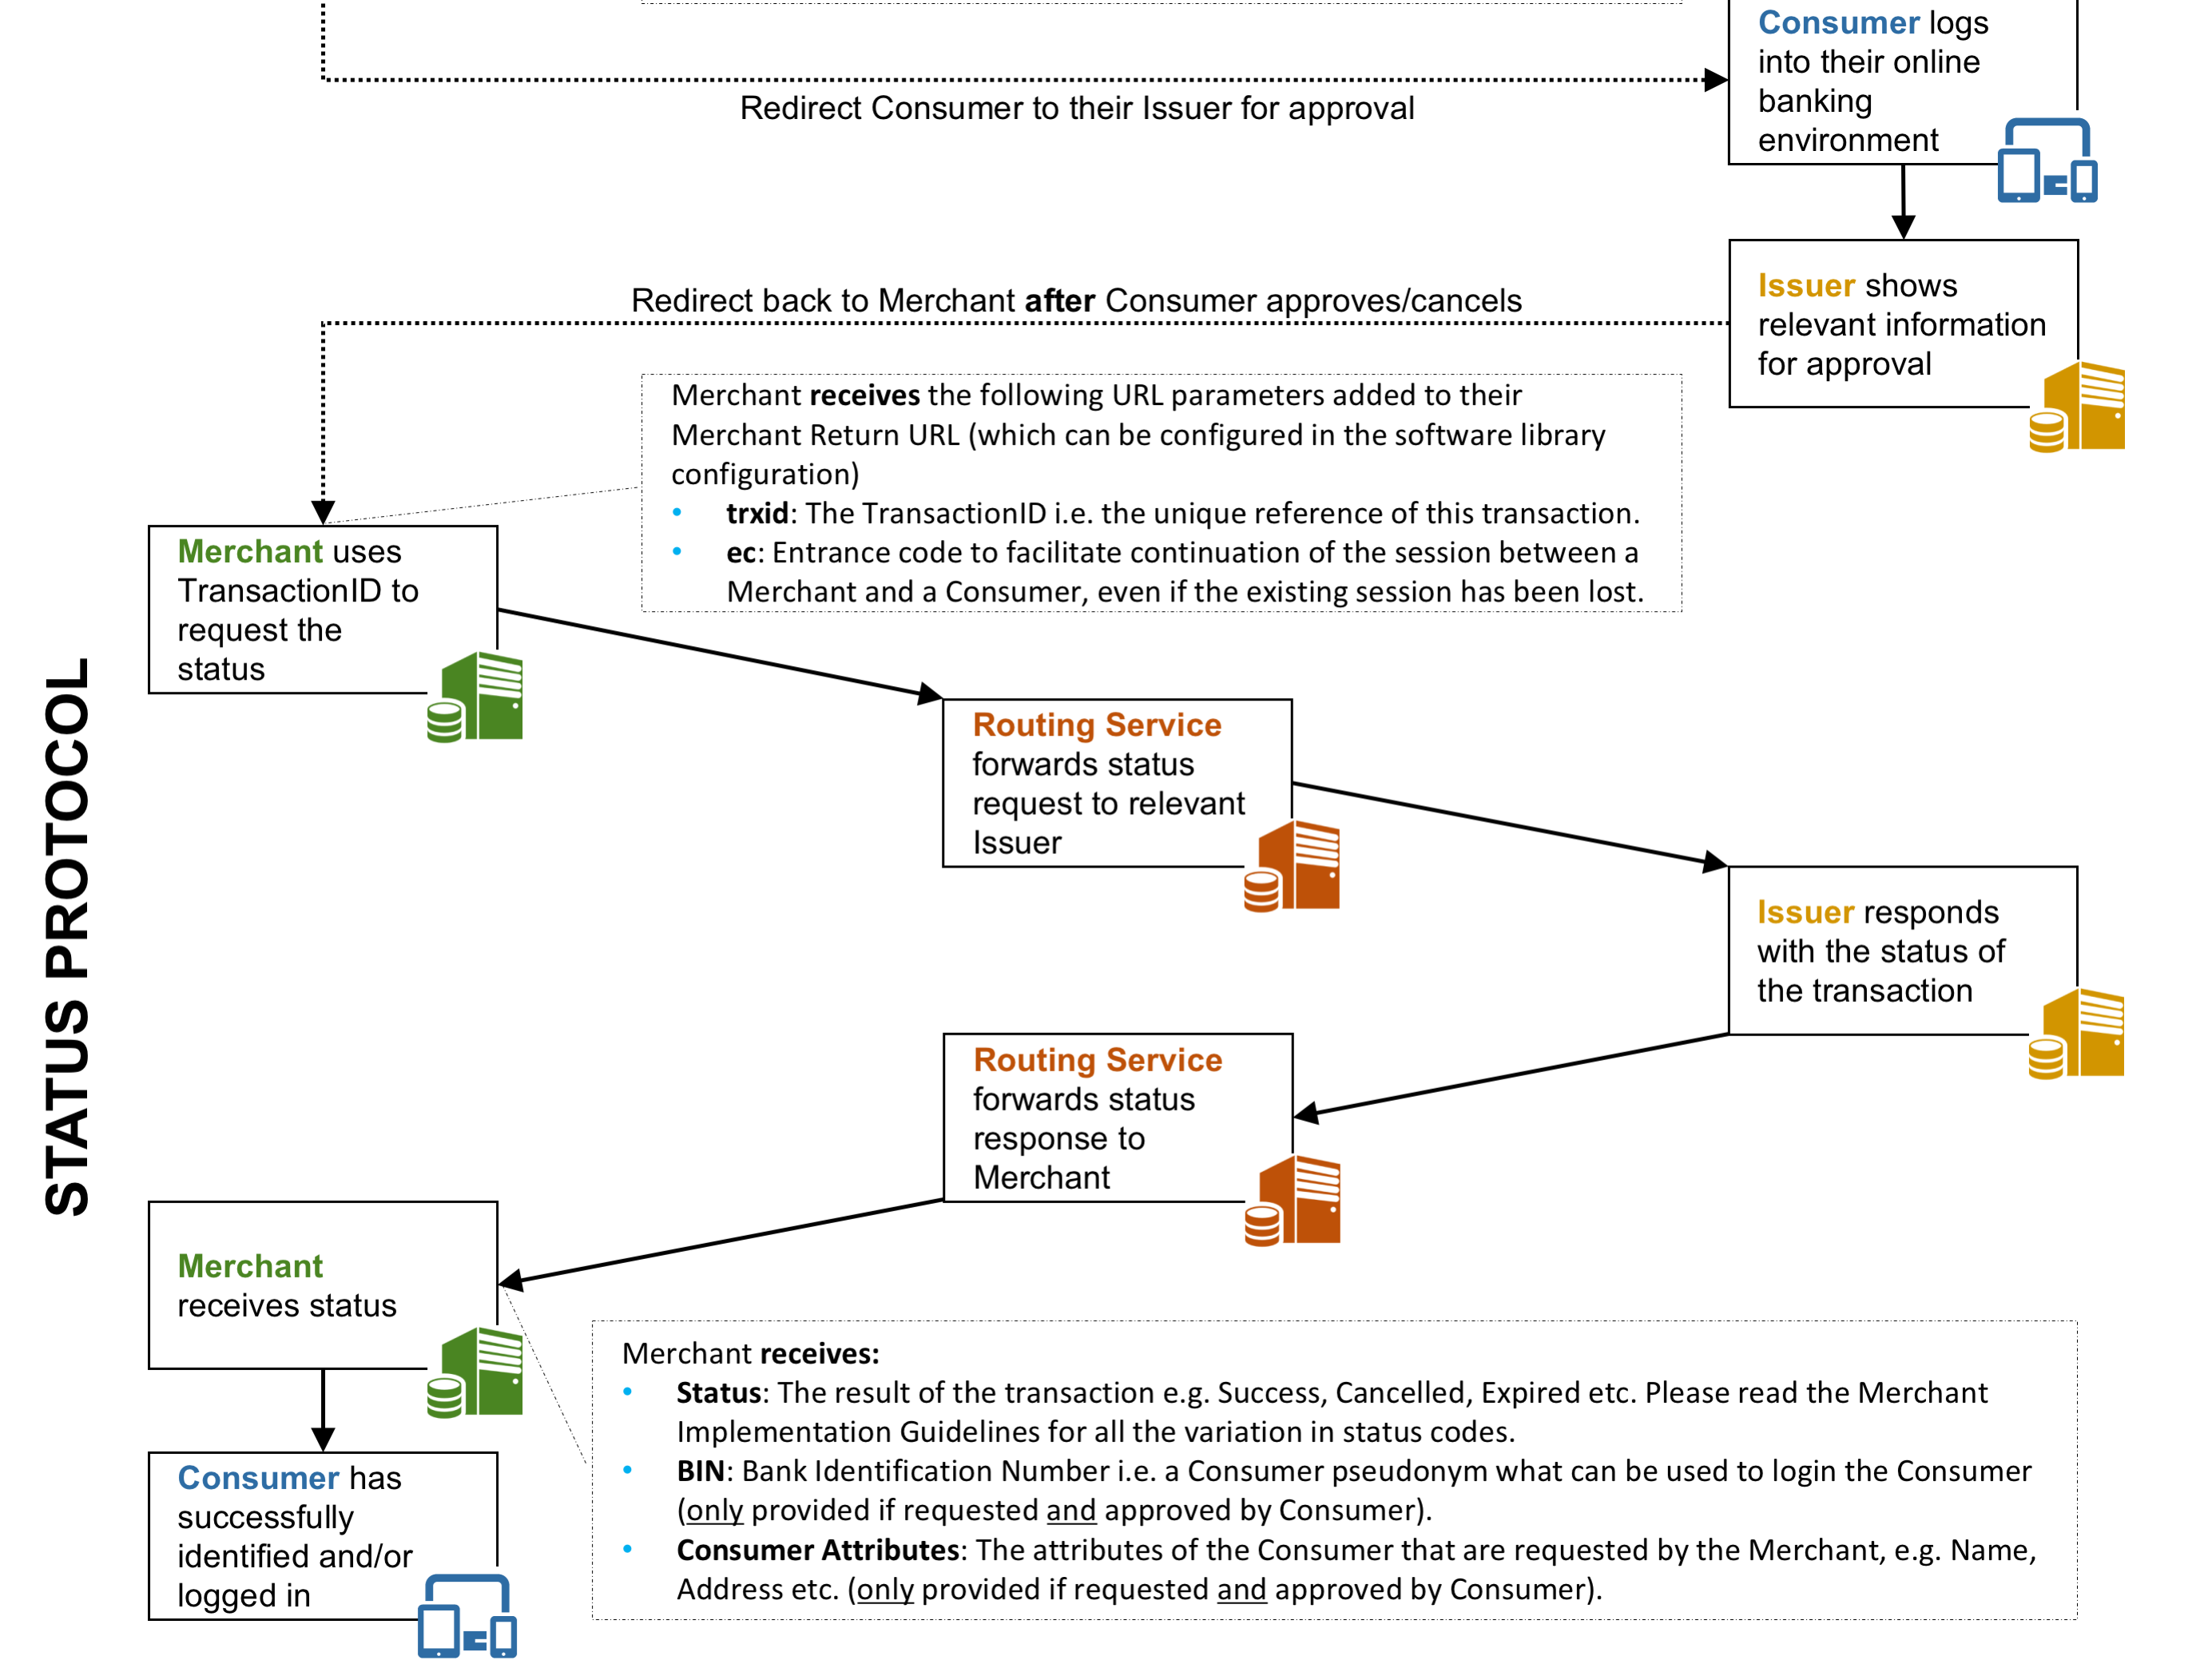 Consumer logs
into their online
banking
environment
Redirect Consumer to their Issuer for approval
Issuer shows
relevant information
for approval
Redirect back to Merchant after Consumer approves/cancels
Merchant receives the following URL parameters added to their
Merchant Return URL (which can be configured in the software library
configuration)
• trxid: The TransactionID i.e. the unique reference of this transaction.
• ec: Entrance code to facilitate continuation of the session between a
Merchant and a Consumer, even if the existing session has been lost.
Merchant uses
TransactionID to
request the
status
STATUS PROTOCOL
Routing Service
forwards status
request to relevant
Issuer
Issuer responds
with the status of
the transaction
Routing Service
forwards status
response to
Merchant
Merchant
receives status
Merchant receives:
• Status: The result of the transaction e.g. Success, Cancelled, Expired etc. Please read the Merchant
Implementation Guidelines for all the variation in status codes.
• BIN: Bank Identification Number i.e. a Consumer pseudonym what can be used to login the Consumer
(only provided if requested and approved by Consumer).
• Consumer Attributes: The attributes of the Consumer that are requested by the Merchant, e.g. Name,
Address etc. (only provided if requested and approved by Consumer).
Consumer has
successfully
identified and/or
logged in